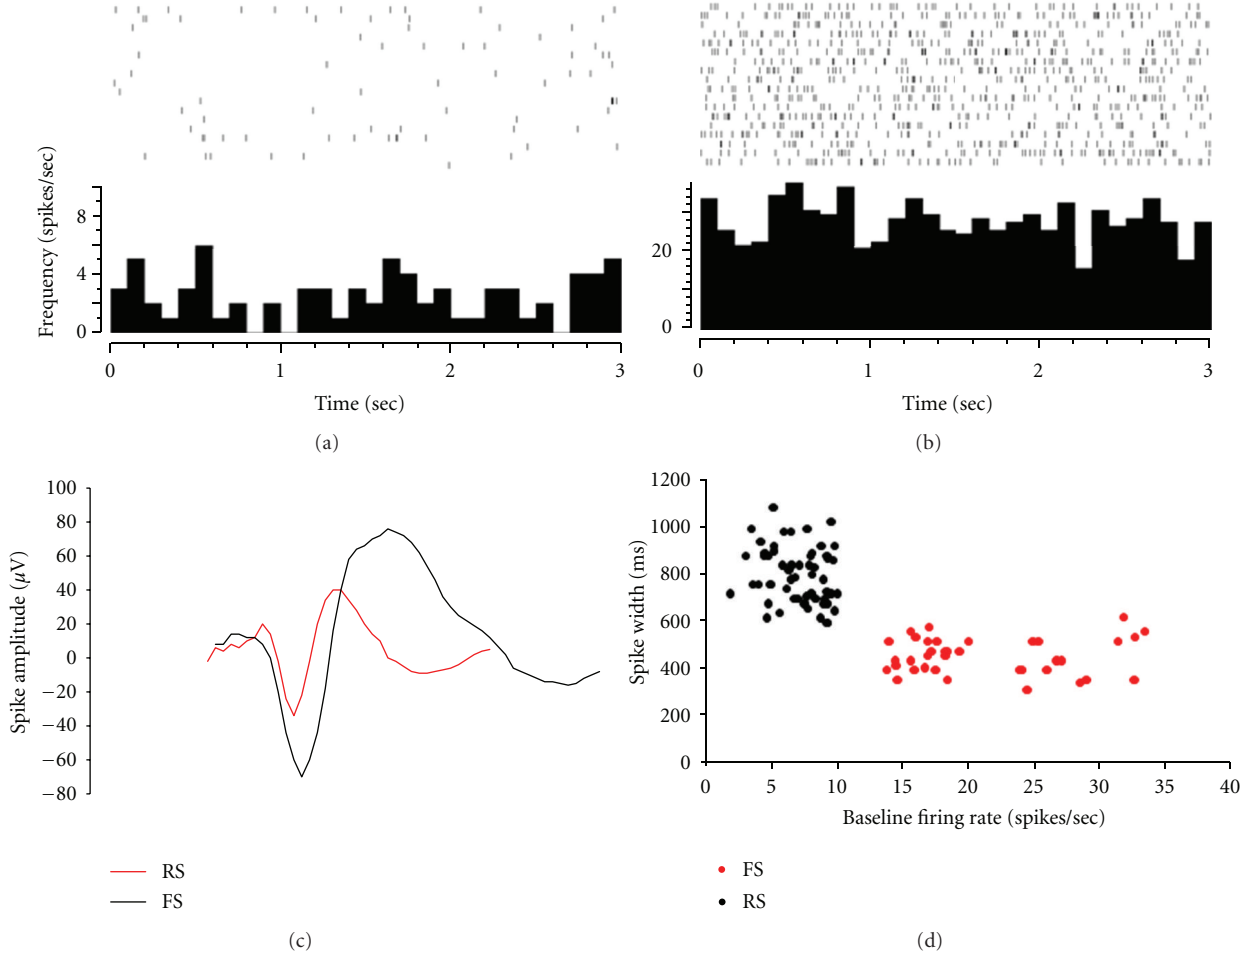 Frequency (spikes/sec)
8
4
0
0 1 2 3
Time (sec)
(a)
20
0
0 1 2 3
Time (sec)
(b)
Spike amplitude (μV)
100
80
60
40
20
0
−20
−40
−60
−80
RS
FS
(c)
Spike width (ms)
1200
1000
800
600
400
200
0
0 5 10 15 20 25 30 35 40
Baseline firing rate (spikes/sec)
FS
RS
(d)